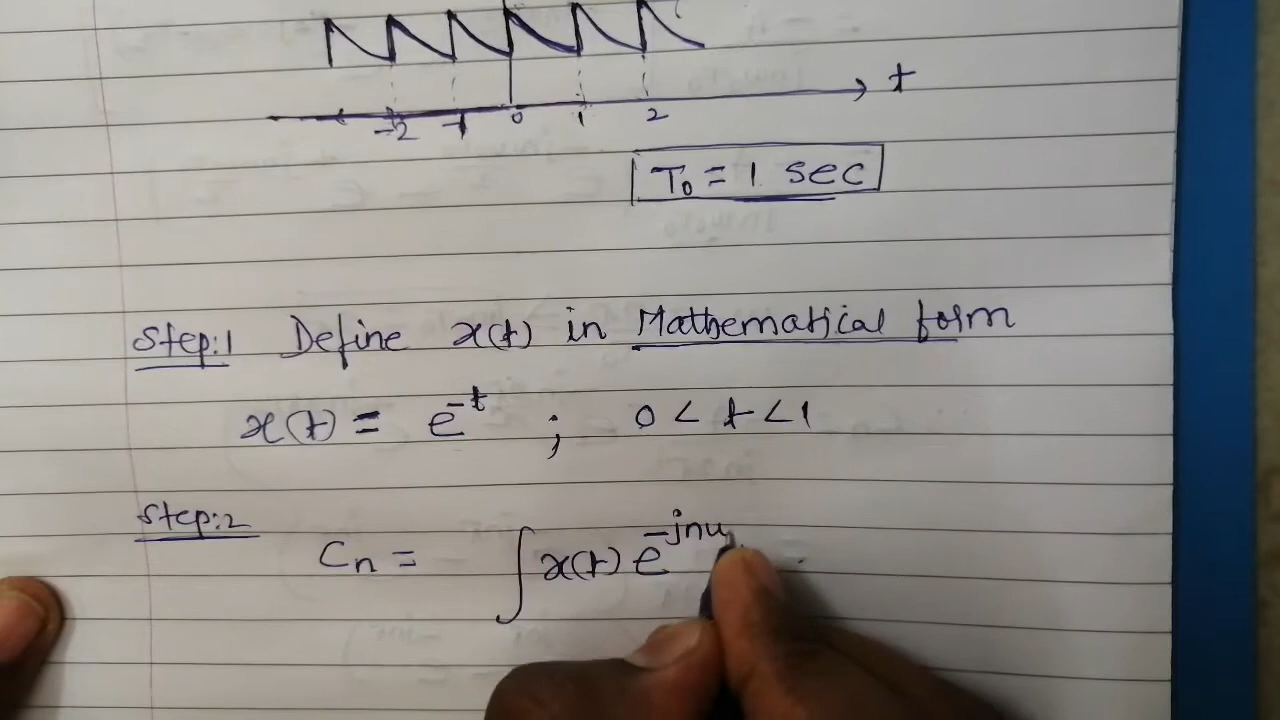 t
-2 -1 0 1 2
T₀ = 1 sec
Step:1 Define x(t) in Mathematical form
x(t) = e^{-t} ; 0 < t < 1
Step:2
Cₙ = ∫ x(t) e^{-jnω